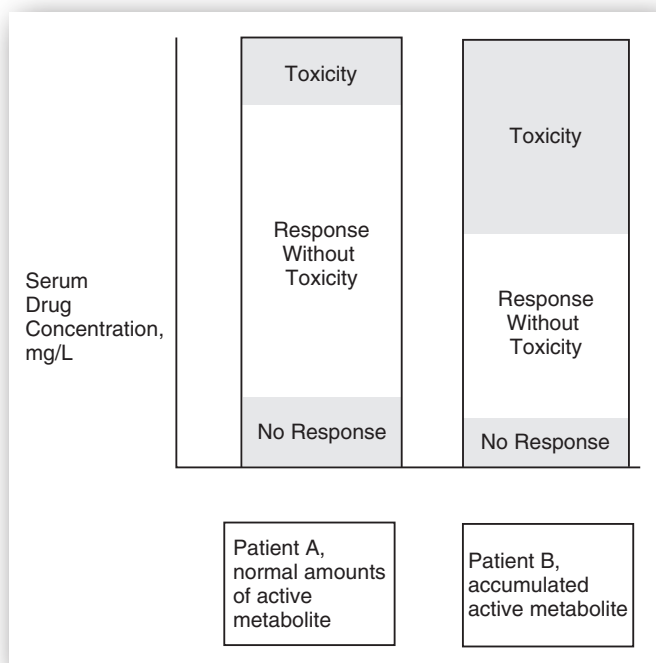 Serum
Drug
Concentration,
mg/L
Toxicity
Response
Without
Toxicity
No Response
Toxicity
Response
Without
Toxicity
No Response
Patient A,
normal amounts
of active
metabolite
Patient B,
accumulated
active metabolite